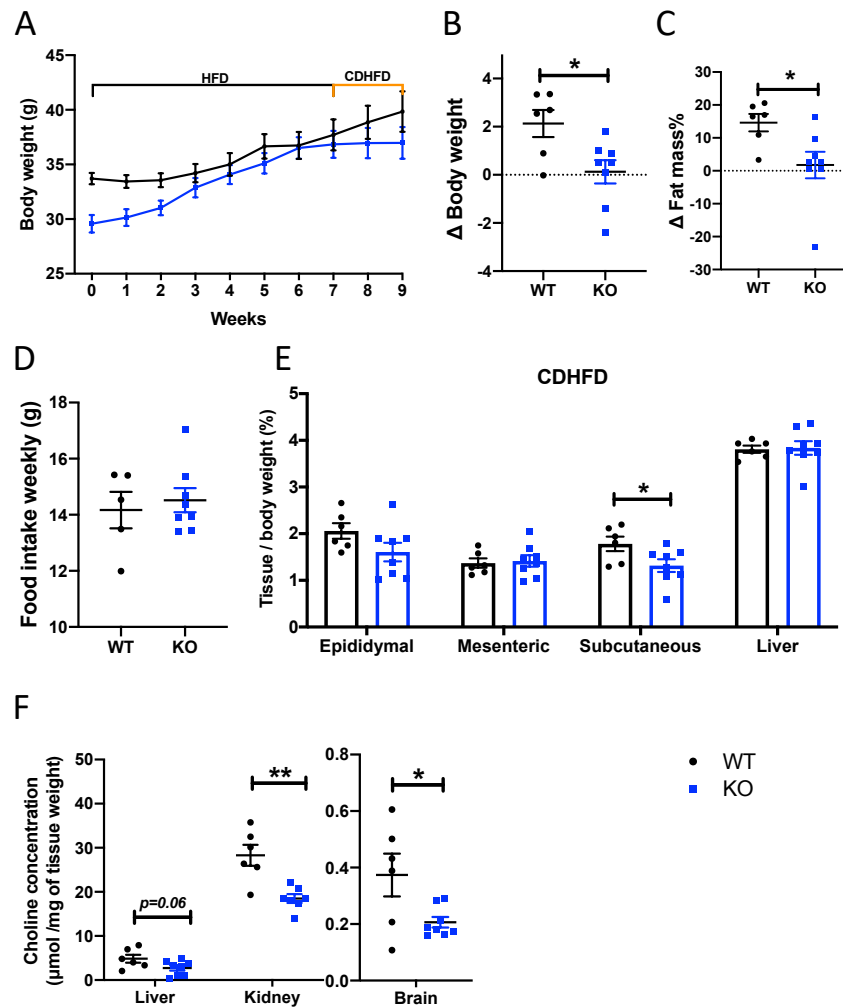 A
Body weight (g)
45
40
35
30
25
HFD
CDHFD
0 1 2 3 4 5 6 7 8 9
Weeks
B
Δ Body weight
4
2
0
-2
-4
*
WT KO
C
Δ Fat mass%
30
20
10
0
-10
-20
-30
*
WT KO
D
Food intake weekly (g)
18
16
14
12
10
WT KO
E
CDHFD
Tissue / body weight (%)
5
4
3
2
1
0
*
Epididymal Mesenteric Subcutaneous Liver
F
Choline concentration
(μmol /mg of tissue weight)
50
40
30
20
10
0
p=0.06
**
Liver Kidney
0.8
0.6
0.4
0.2
0.0
*
Brain
WT
KO